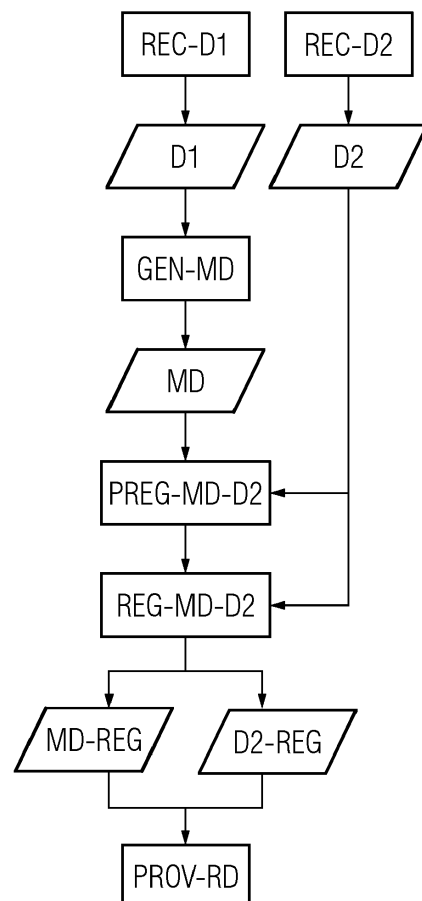 REC-D1
REC-D2
D1
D2
GEN-MD
MD
PREG-MD-D2
REG-MD-D2
MD-REG
D2-REG
PROV-RD